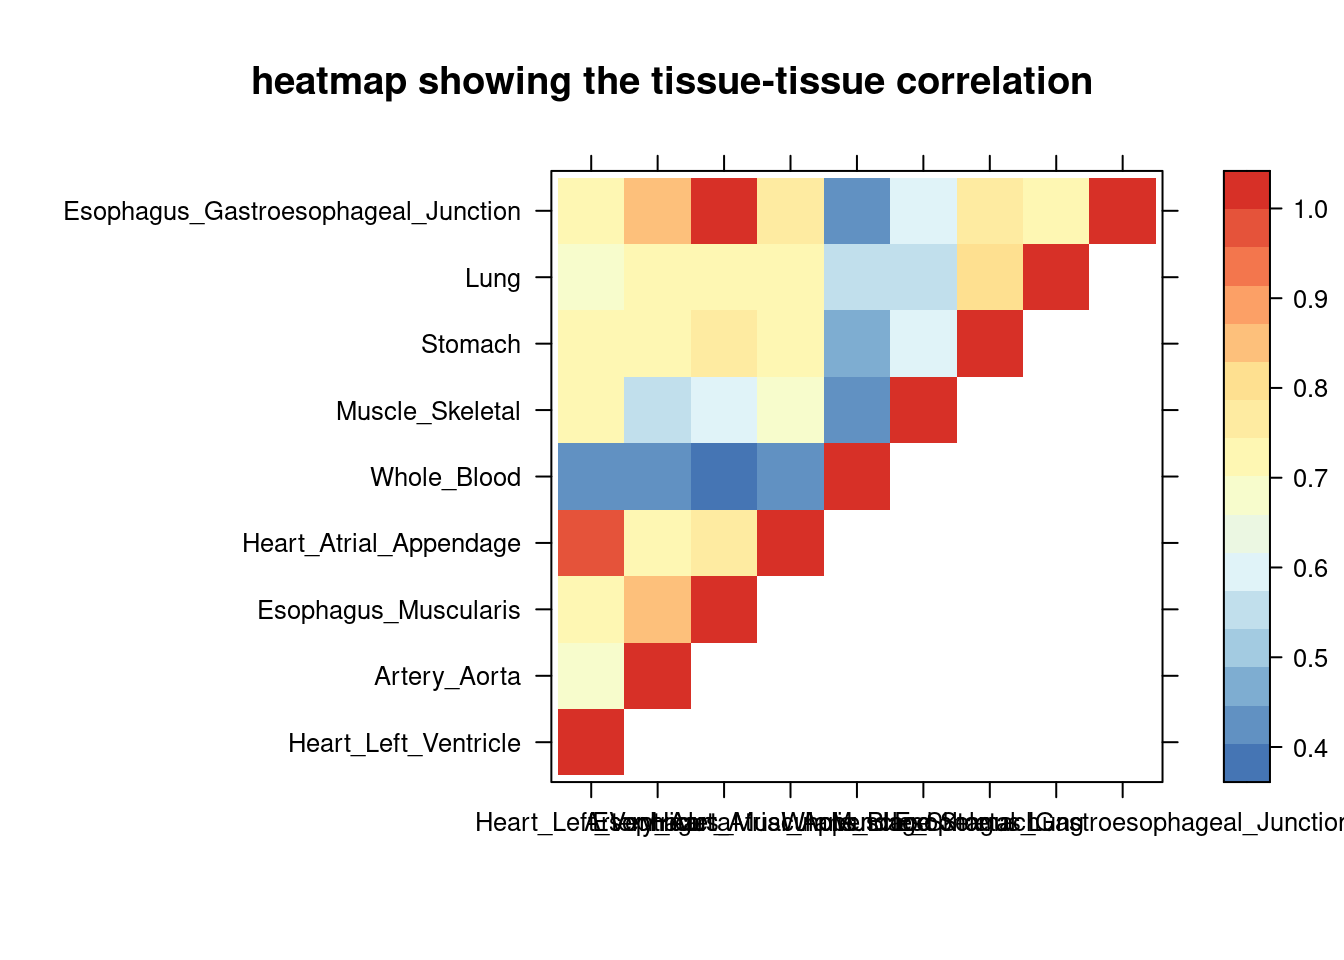 heatmap showing the tissue-tissue correlation
Esophagus_Gastroesophageal_Junction
Lung
Stomach
Muscle_Skeletal
Whole_Blood
Heart_Atrial_Appendage
Esophagus_Muscularis
Artery_Aorta
Heart_Left_Ventricle
1.0
0.9
0.8
0.7
0.6
0.5
0.4